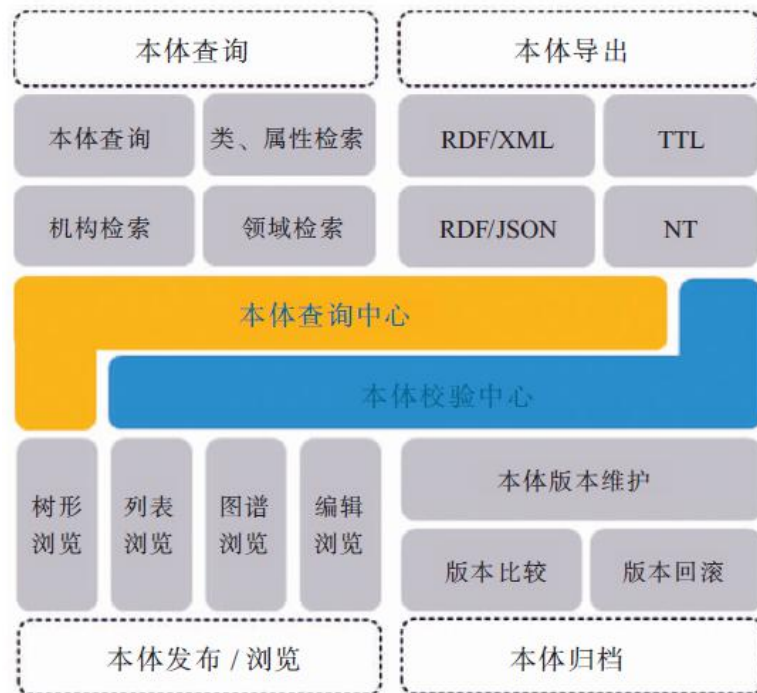 本体查询
本体导出
本体查询
类、属性检索
RDF/XML
TTL
机构检索
领域检索
RDF/JSON
NT
本体查询中心
本体校验中心
树形
浏览
列表
浏览
图谱
浏览
编辑
浏览
本体版本维护
版本比较
版本回滚
本体发布 / 浏览
本体归档